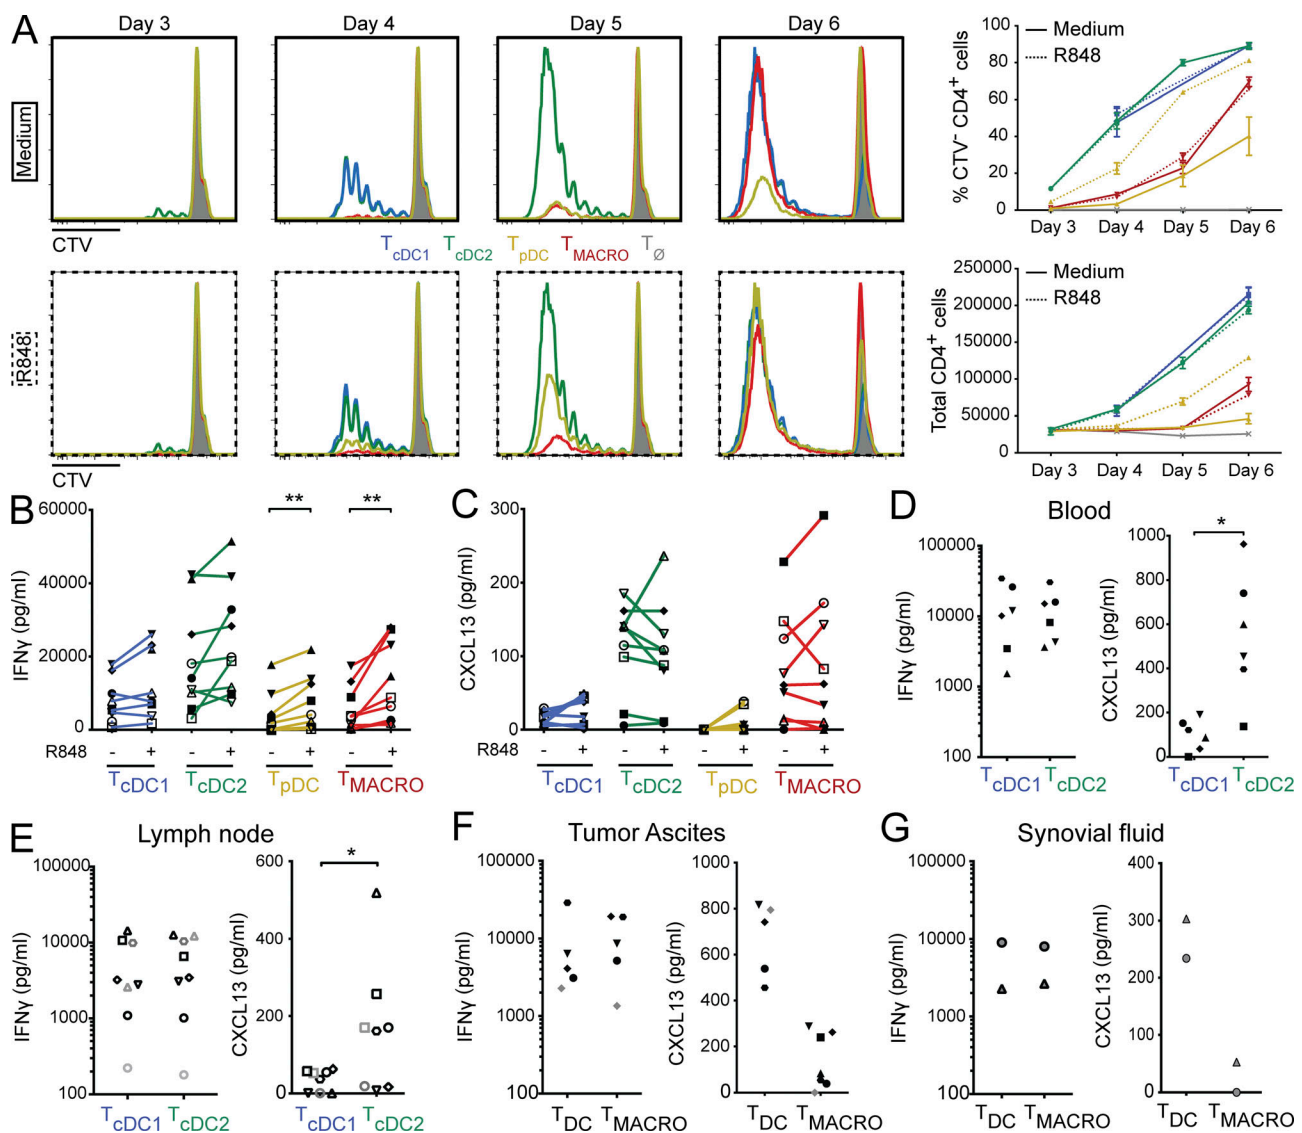 A
Day 3
Day 4
Day 5
Day 6
Medium
CTV
TcDC1 TcDC2 TpDC TMACRO TØ
R848
CTV
% CTV⁻ CD4⁺ cells
100
80
60
40
20
0
Medium
R848
Day 3 Day 4 Day 5 Day 6
Total CD4⁺ cells
250000
200000
150000
100000
50000
0
Medium
R848
Day 3 Day 4 Day 5 Day 6
B
IFNγ (pg/ml)
60000
40000
20000
0
** **
R848 - + - + - + - +
TcDC1 TcDC2 TpDC TMACRO
C
CXCL13 (pg/ml)
300
200
100
0
R848 - + - + - + - +
TcDC1 TcDC2 TpDC TMACRO
D
Blood
IFNγ (pg/ml)
100000
10000
1000
100
TcDC1 TcDC2
CXCL13 (pg/ml)
1000
800
600
400
200
0
*
TcDC1 TcDC2
E
Lymph node
IFNγ (pg/ml)
100000
10000
1000
100
TcDC1 TcDC2
CXCL13 (pg/ml)
600
400
200
0
*
TcDC1 TcDC2
F
Tumor Ascites
IFNγ (pg/ml)
100000
10000
1000
100
TDC TMACRO
CXCL13 (pg/ml)
1000
800
600
400
200
0
TDC TMACRO
G
Synovial fluid
IFNγ (pg/ml)
100000
10000
1000
100
TDC TMACRO
CXCL13 (pg/ml)
400
300
200
100
0
TDC TMACRO